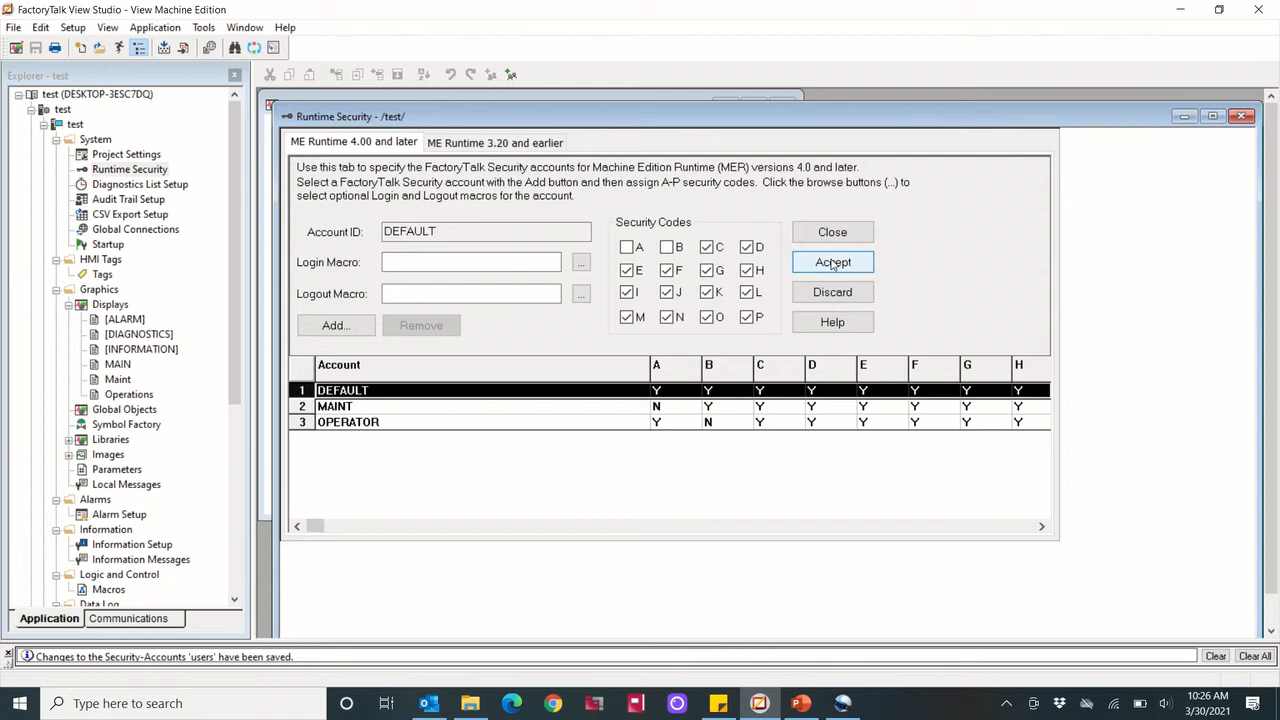 FactoryTalk View Studio - View Machine Edition
File Edit Setup View Application Tools Window Help
Explorer - test
test (DESKTOP-3ESC7DQ)
test
test
System
Project Settings
Runtime Security
Diagnostics List Setup
Audit Trail Setup
CSV Export Setup
Global Connections
Startup
HMI Tags
Tags
Graphics
Displays
[ALARM]
[DIAGNOSTICS]
[INFORMATION]
MAIN
Maint
Operations
Global Objects
Symbol Factory
Libraries
Images
Parameters
Local Messages
Alarms
Alarm Setup
Information
Information Setup
Information Messages
Logic and Control
Macros
Data Log
Application Communications
Runtime Security - /test/
ME Runtime 4.00 and later ME Runtime 3.20 and earlier
Use this tab to specify the FactoryTalk Security accounts for Machine Edition Runtime (MER) versions 4.0 and later.
Select a FactoryTalk Security account with the Add button and then assign A-P security codes. Click the browse buttons (...) to
select optional Login and Logout macros for the account.
Account ID: DEFAULT
Login Macro: ...
Logout Macro: ...
Add... Remove
Security Codes
A B C D
E F G H
I J K L
M N O P
Close
Accept
Discard
Help
Account A B C D E F G H
1 DEFAULT Y Y Y Y Y Y Y Y
2 MAINT N Y Y Y Y Y Y Y
3 OPERATOR Y N Y Y Y Y Y Y
Changes to the Security-Accounts 'users' have been saved. Clear Clear All
Type here to search
10:26 AM
3/30/2021